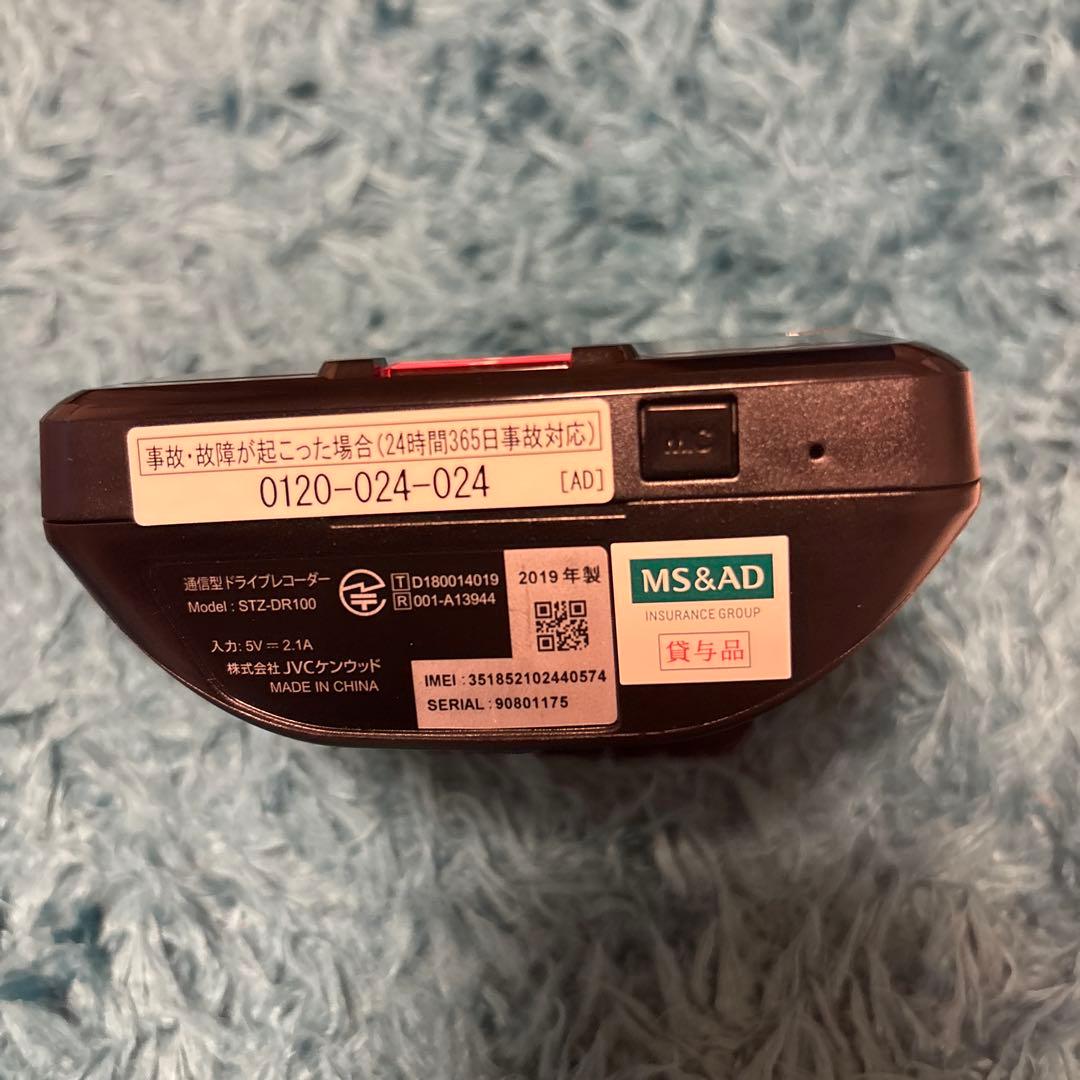 事故・故障が起こった場合(24時間365日事故対応)
0120-024-024 [AD]
通信型ドライブレコーダー
Model : STZ-DR100
T D180014019
R 001-A13944
入力: 5V⎓2.1A
株式会社 JVCケンウッド
MADE IN CHINA
2019 年製
IMEI : 351852102440574
SERIAL : 90801175
MS&AD
INSURANCE GROUP
貸与品